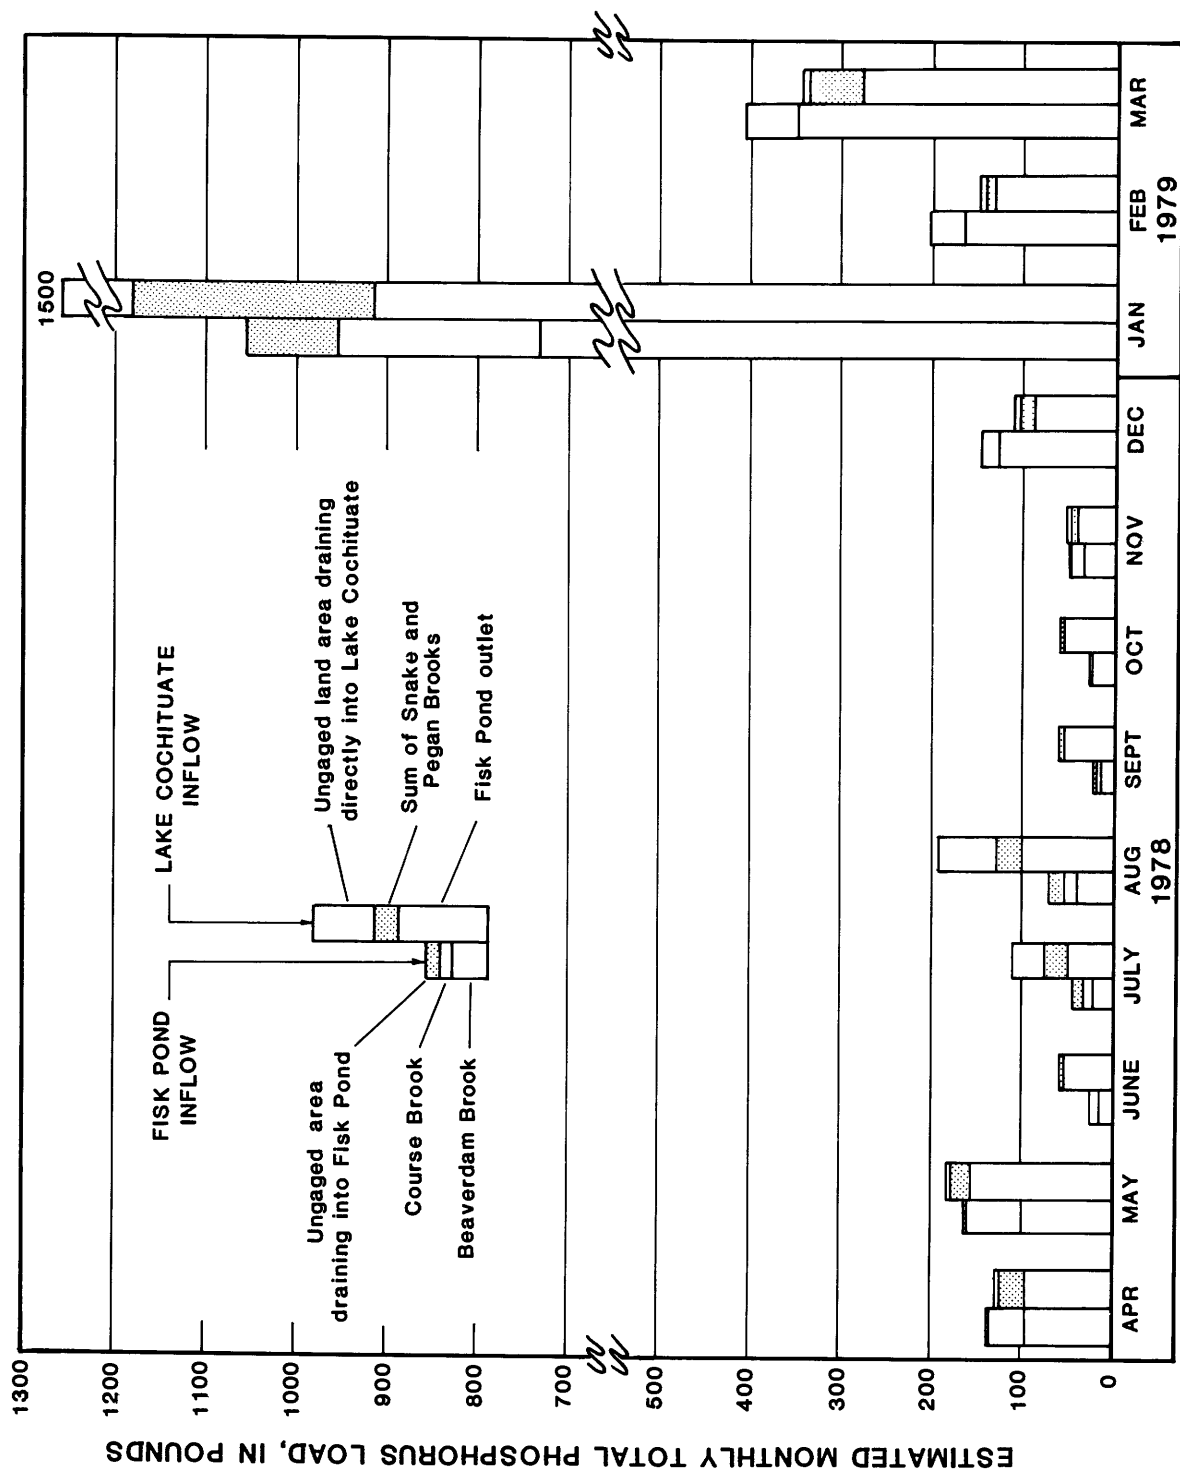 ESTIMATED MONTHLY TOTAL PHOSPHORUS LOAD, IN POUNDS
1300
1200
1100
1000
900
800
700
500
400
300
200
100
0
1500
FISK POND
INFLOW
LAKE COCHITUATE
INFLOW
Ungaged area
draining into Fisk Pond
Course Brook
Beaverdam Brook
Ungaged land area draining
directly into Lake Cochituate
Sum of Snake and
Pegan Brooks
Fisk Pond outlet
APR
MAY
JUNE
JULY
AUG
SEPT
OCT
NOV
DEC
JAN
FEB
MAR
1978
1979